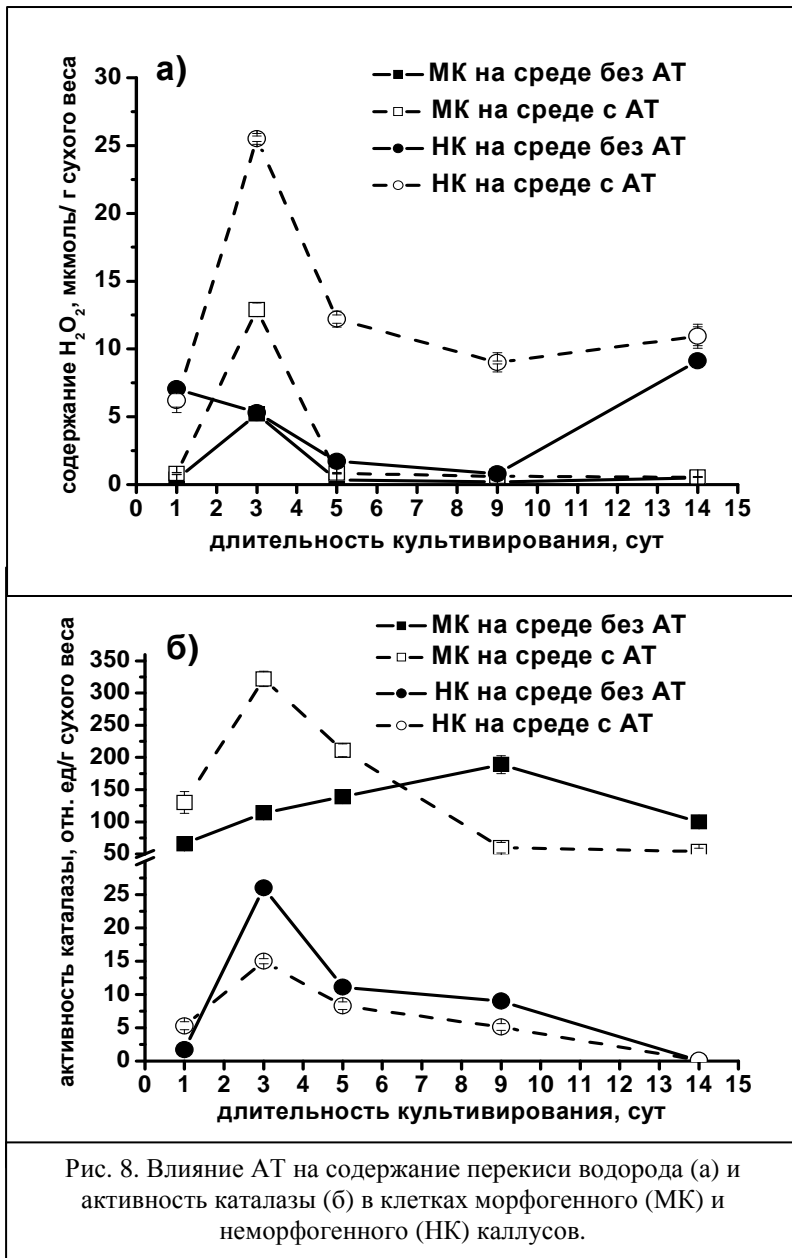 а)
МК на среде без АТ
МК на среде с АТ
НК на среде без АТ
НК на среде с АТ
содержание H₂O₂, мкмоль/ г сухого веса
30
25
20
15
10
5
0
0 1 2 3 4 5 6 7 8 9 10 11 12 13 14 15
длительность культивирования, сут
б)
МК на среде без АТ
МК на среде с АТ
НК на среде без АТ
НК на среде с АТ
активность каталазы, отн. ед/г сухого веса
350
300
250
200
150
100
50
25
20
15
10
5
0
0 1 2 3 4 5 6 7 8 9 10 11 12 13 14 15
длительность культивирования, сут
Рис. 8. Влияние АТ на содержание перекиси водорода (а) и
активность каталазы (б) в клетках морфогенного (МК) и
неморфогенного (НК) каллусов.